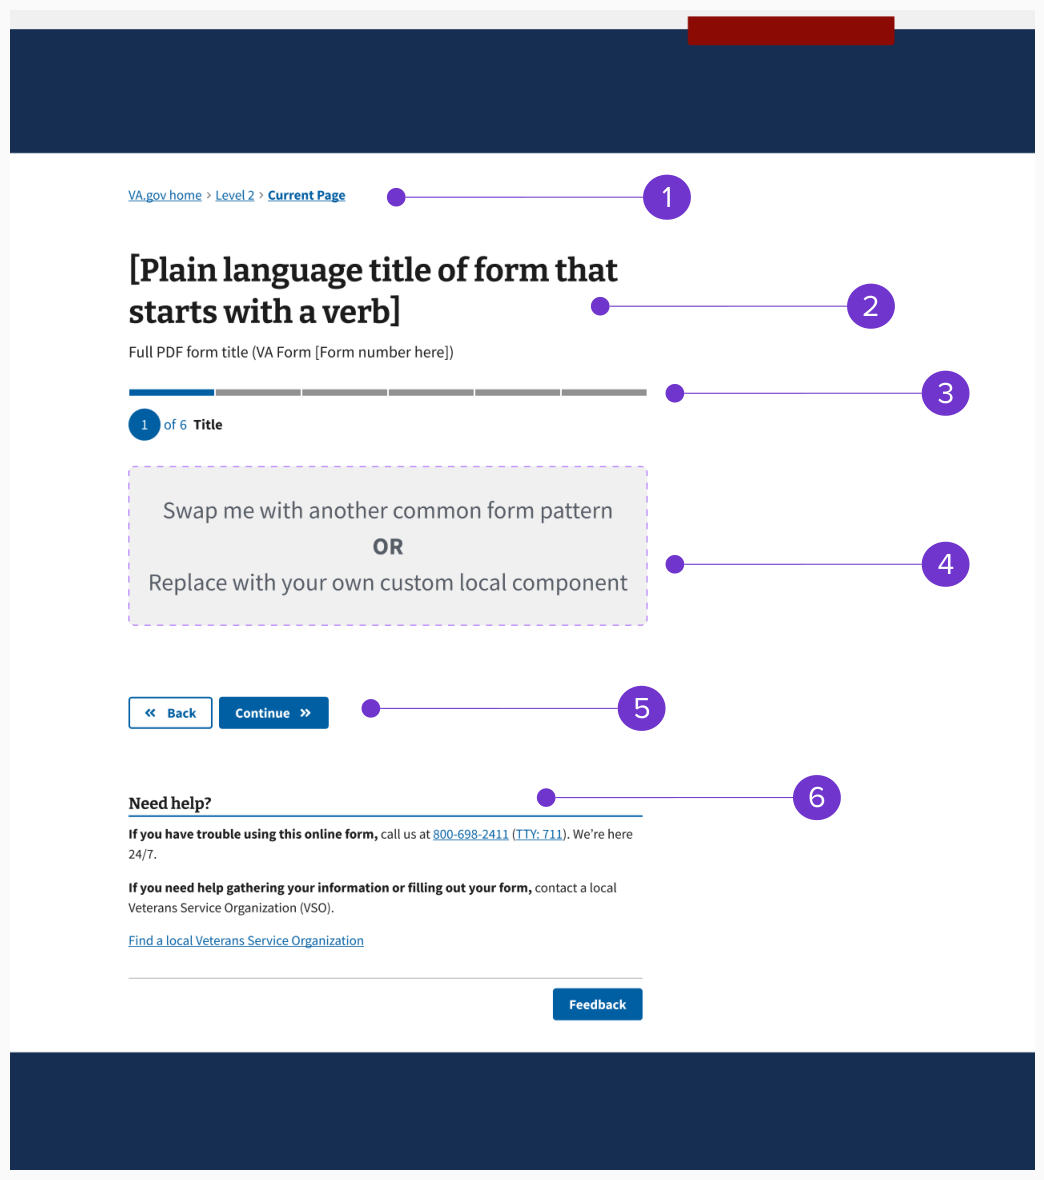 VA.gov home › Level 2 › Current Page
1
[Plain language title of form that
starts with a verb]
2
Full PDF form title (VA Form [Form number here])
3
1 of 6 Title
Swap me with another common form pattern
OR
Replace with your own custom local component
4
Back Continue
5
Need help?
6
If you have trouble using this online form, call us at 800-698-2411 (TTY: 711). We’re here
24/7.
If you need help gathering your information or filling out your form, contact a local
Veterans Service Organization (VSO).
Find a local Veterans Service Organization
Feedback